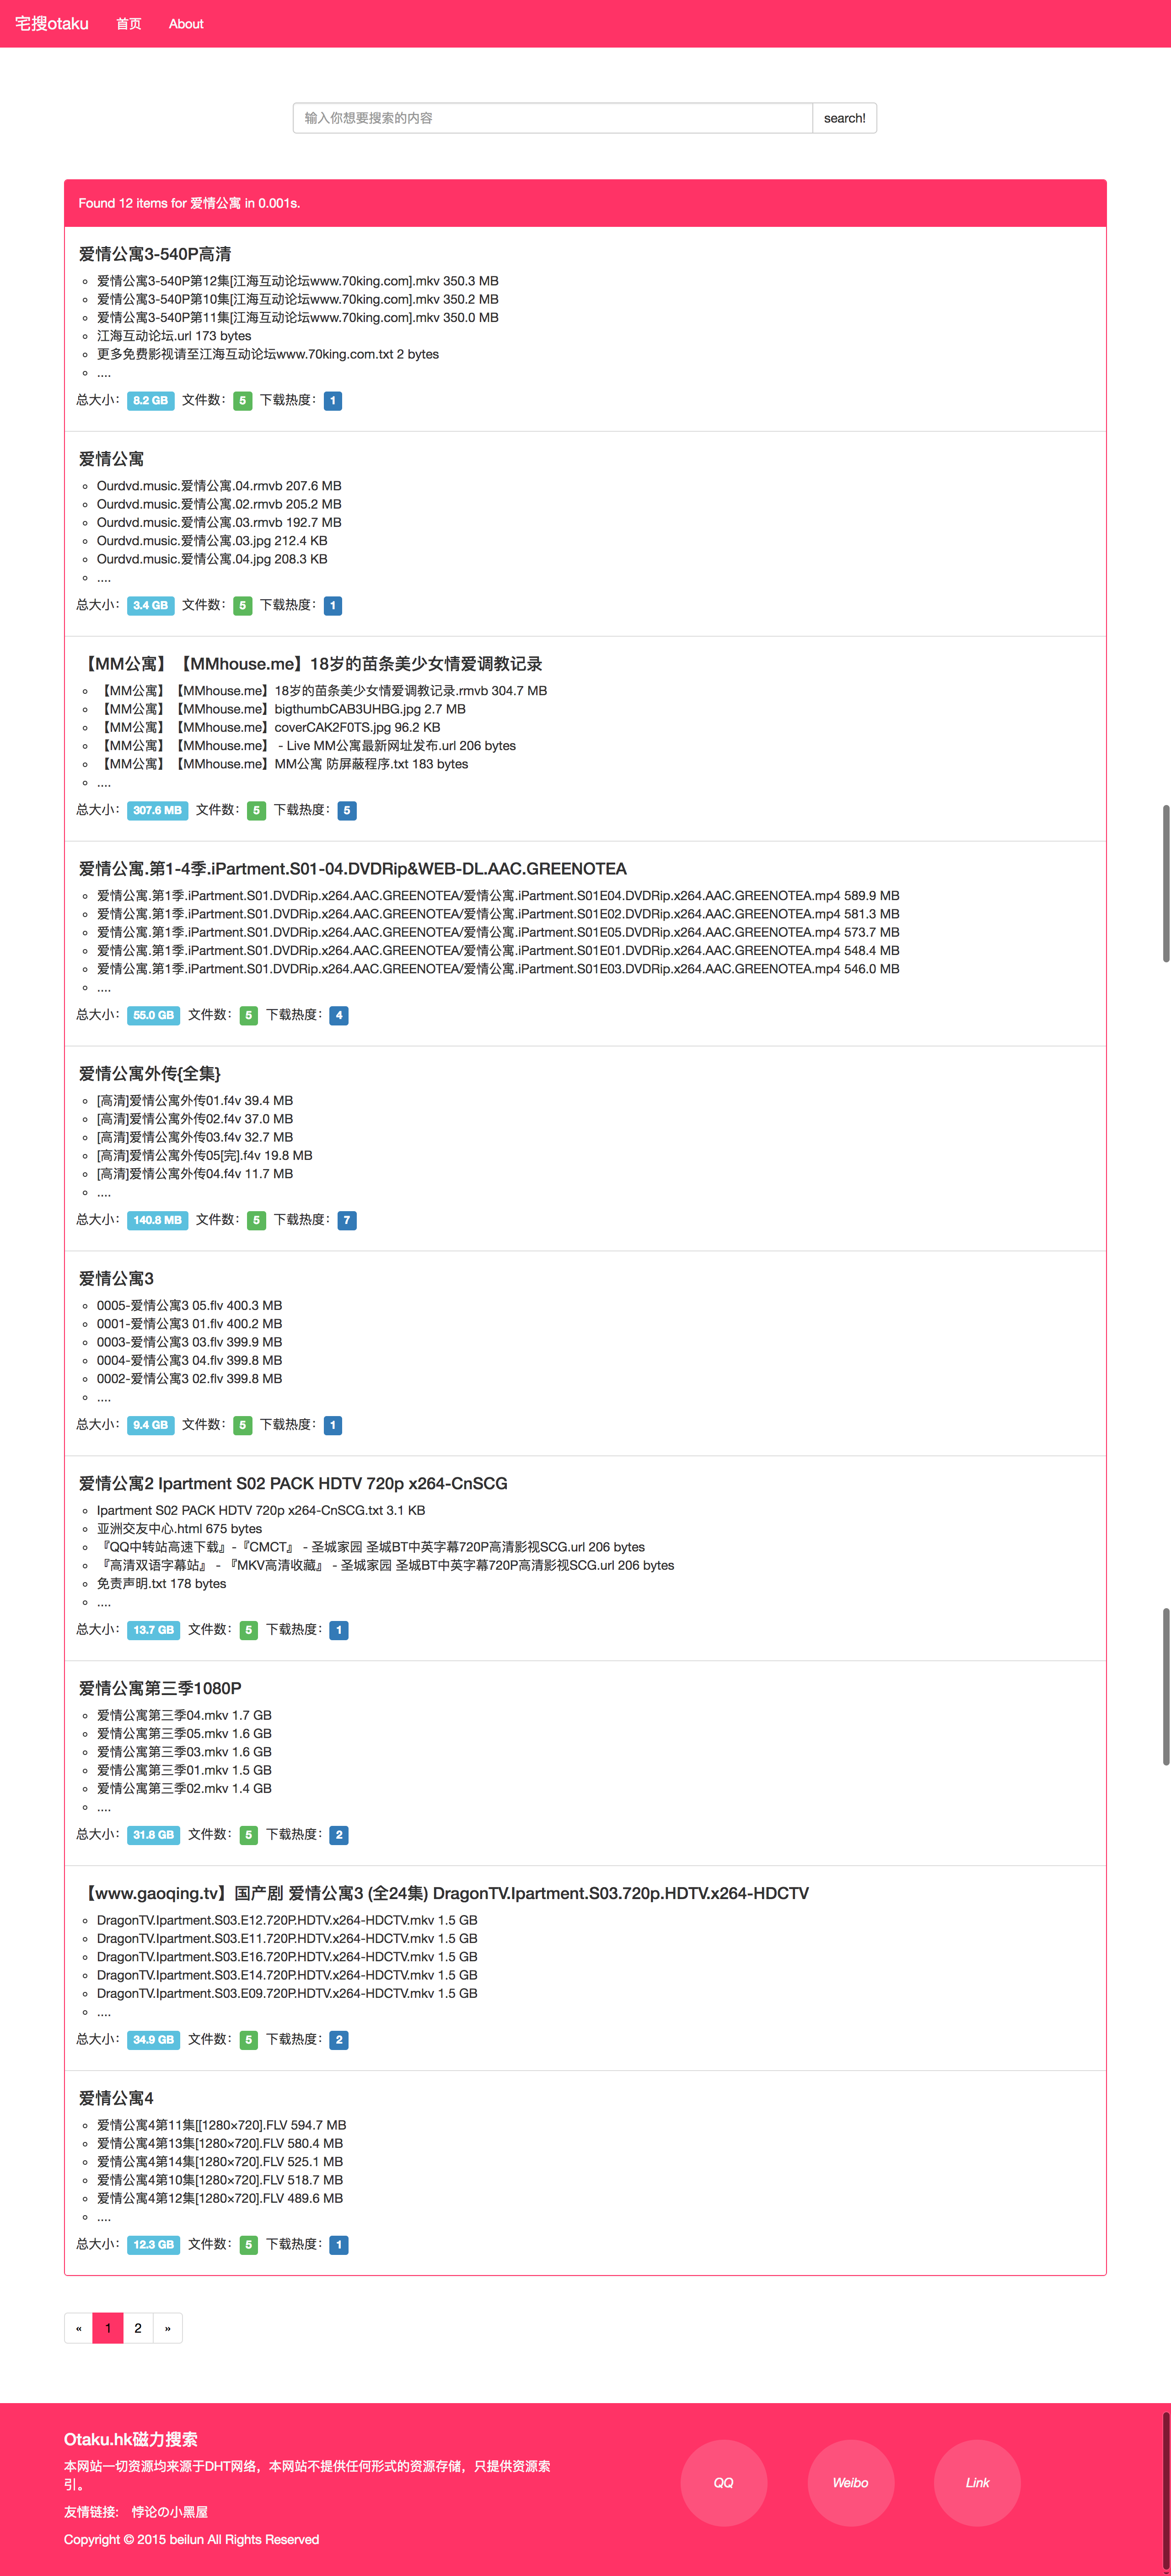 宅搜otaku 首页 About
输入你想要搜索的内容 search!
Found 12 items for 爱情公寓 in 0.001s.
爱情公寓3-540P高清
爱情公寓3-540P第12集[江海互动论坛www.70king.com].mkv 350.3 MB
爱情公寓3-540P第10集[江海互动论坛www.70king.com].mkv 350.2 MB
爱情公寓3-540P第11集[江海互动论坛www.70king.com].mkv 350.0 MB
江海互动论坛.url 173 bytes
更多免费影视请至江海互动论坛www.70king.com.txt 2 bytes
....
总大小： 8.2 GB 文件数： 5 下载热度： 1
爱情公寓
Ourdvd.music.爱情公寓.04.rmvb 207.6 MB
Ourdvd.music.爱情公寓.02.rmvb 205.2 MB
Ourdvd.music.爱情公寓.03.rmvb 192.7 MB
Ourdvd.music.爱情公寓.03.jpg 212.4 KB
Ourdvd.music.爱情公寓.04.jpg 208.3 KB
....
总大小： 3.4 GB 文件数： 5 下载热度： 1
【MM公寓】【MMhouse.me】18岁的苗条美少女情爱调教记录
【MM公寓】【MMhouse.me】18岁的苗条美少女情爱调教记录.rmvb 304.7 MB
【MM公寓】【MMhouse.me】bigthumbCAB3UHBG.jpg 2.7 MB
【MM公寓】【MMhouse.me】coverCAK2F0TS.jpg 96.2 KB
【MM公寓】【MMhouse.me】 - Live MM公寓最新网址发布.url 206 bytes
【MM公寓】【MMhouse.me】MM公寓 防屏蔽程序.txt 183 bytes
....
总大小： 307.6 MB 文件数： 5 下载热度： 5
爱情公寓.第1-4季.iPartment.S01-04.DVDRip&WEB-DL.AAC.GREENOTEA
爱情公寓.第1季.iPartment.S01.DVDRip.x264.AAC.GREENOTEA/爱情公寓.iPartment.S01E04.DVDRip.x264.AAC.GREENOTEA.mp4 589.9 MB
爱情公寓.第1季.iPartment.S01.DVDRip.x264.AAC.GREENOTEA/爱情公寓.iPartment.S01E02.DVDRip.x264.AAC.GREENOTEA.mp4 581.3 MB
爱情公寓.第1季.iPartment.S01.DVDRip.x264.AAC.GREENOTEA/爱情公寓.iPartment.S01E05.DVDRip.x264.AAC.GREENOTEA.mp4 573.7 MB
爱情公寓.第1季.iPartment.S01.DVDRip.x264.AAC.GREENOTEA/爱情公寓.iPartment.S01E01.DVDRip.x264.AAC.GREENOTEA.mp4 548.4 MB
爱情公寓.第1季.iPartment.S01.DVDRip.x264.AAC.GREENOTEA/爱情公寓.iPartment.S01E03.DVDRip.x264.AAC.GREENOTEA.mp4 546.0 MB
....
总大小： 55.0 GB 文件数： 5 下载热度： 4
爱情公寓外传{全集}
[高清]爱情公寓外传01.f4v 39.4 MB
[高清]爱情公寓外传02.f4v 37.0 MB
[高清]爱情公寓外传03.f4v 32.7 MB
[高清]爱情公寓外传05[完].f4v 19.8 MB
[高清]爱情公寓外传04.f4v 11.7 MB
....
总大小： 140.8 MB 文件数： 5 下载热度： 7
爱情公寓3
0005-爱情公寓3 05.flv 400.3 MB
0001-爱情公寓3 01.flv 400.2 MB
0003-爱情公寓3 03.flv 399.9 MB
0004-爱情公寓3 04.flv 399.8 MB
0002-爱情公寓3 02.flv 399.8 MB
....
总大小： 9.4 GB 文件数： 5 下载热度： 1
爱情公寓2 Ipartment S02 PACK HDTV 720p x264-CnSCG
Ipartment S02 PACK HDTV 720p x264-CnSCG.txt 3.1 KB
亚洲交友中心.html 675 bytes
『QQ中转站高速下载』-『CMCT』 - 圣城家园 圣城BT中英字幕720P高清影视SCG.url 206 bytes
『高清双语字幕站』 - 『MKV高清收藏』 - 圣城家园 圣城BT中英字幕720P高清影视SCG.url 206 bytes
免责声明.txt 178 bytes
....
总大小： 13.7 GB 文件数： 5 下载热度： 1
爱情公寓第三季1080P
爱情公寓第三季04.mkv 1.7 GB
爱情公寓第三季05.mkv 1.6 GB
爱情公寓第三季03.mkv 1.6 GB
爱情公寓第三季01.mkv 1.5 GB
爱情公寓第三季02.mkv 1.4 GB
....
总大小： 31.8 GB 文件数： 5 下载热度： 2
【www.gaoqing.tv】国产剧 爱情公寓3 (全24集) DragonTV.Ipartment.S03.720p.HDTV.x264-HDCTV
DragonTV.Ipartment.S03.E12.720P.HDTV.x264-HDCTV.mkv 1.5 GB
DragonTV.Ipartment.S03.E11.720P.HDTV.x264-HDCTV.mkv 1.5 GB
DragonTV.Ipartment.S03.E16.720P.HDTV.x264-HDCTV.mkv 1.5 GB
DragonTV.Ipartment.S03.E14.720P.HDTV.x264-HDCTV.mkv 1.5 GB
DragonTV.Ipartment.S03.E09.720P.HDTV.x264-HDCTV.mkv 1.5 GB
....
总大小： 34.9 GB 文件数： 5 下载热度： 2
爱情公寓4
爱情公寓4第11集[[1280×720].FLV 594.7 MB
爱情公寓4第13集[1280×720].FLV 580.4 MB
爱情公寓4第14集[1280×720].FLV 525.1 MB
爱情公寓4第10集[1280×720].FLV 518.7 MB
爱情公寓4第12集[1280×720].FLV 489.6 MB
....
总大小： 12.3 GB 文件数： 5 下载热度： 1
« 1 2 »
Otaku.hk磁力搜索
本网站一切资源均来源于DHT网络，本网站不提供任何形式的资源存储，只提供资源索
引。
友情链接： 悖论の小黑屋
Copyright © 2015 beilun All Rights Reserved
QQ Weibo Link